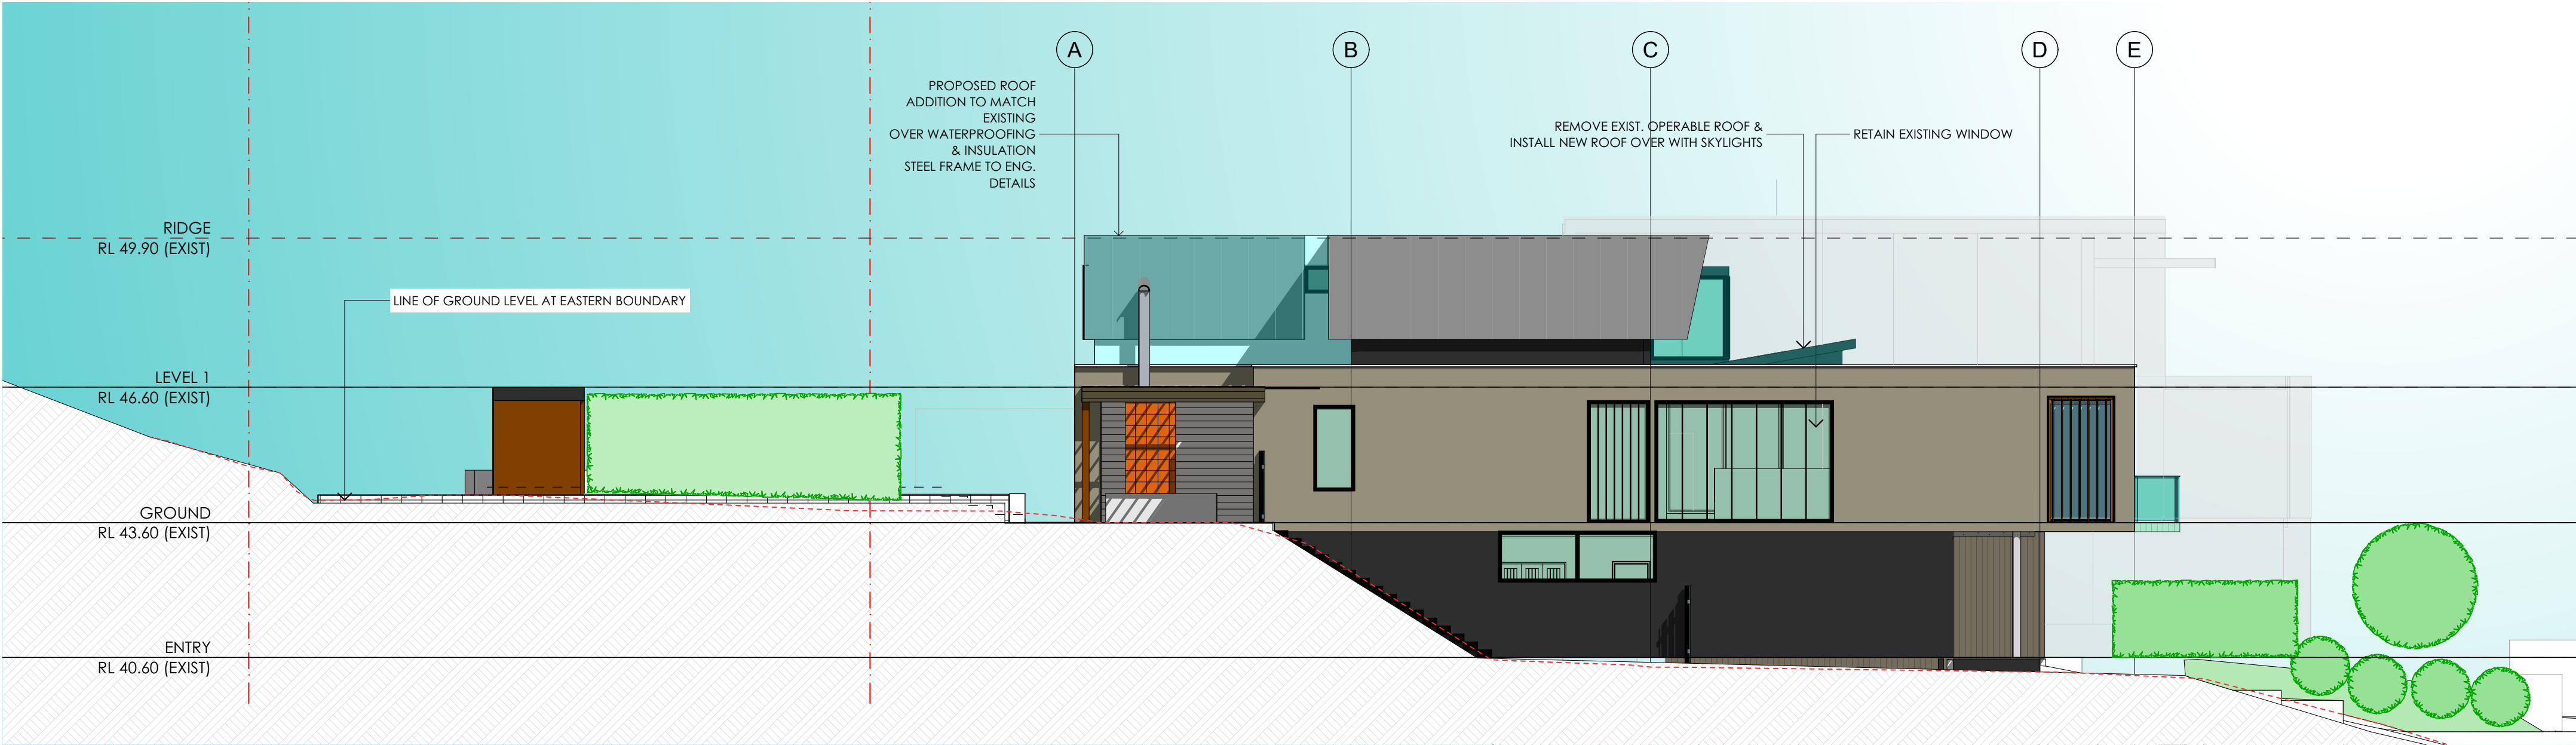 A
B
C
D
E
PROPOSED ROOF
ADDITION TO MATCH
EXISTING
OVER WATERPROOFING
& INSULATION
STEEL FRAME TO ENG.
DETAILS
REMOVE EXIST. OPERABLE ROOF &
INSTALL NEW ROOF OVER WITH SKYLIGHTS
RETAIN EXISTING WINDOW
RIDGE
RL 49.90 (EXIST)
LINE OF GROUND LEVEL AT EASTERN BOUNDARY
LEVEL 1
RL 46.60 (EXIST)
GROUND
RL 43.60 (EXIST)
ENTRY
RL 40.60 (EXIST)